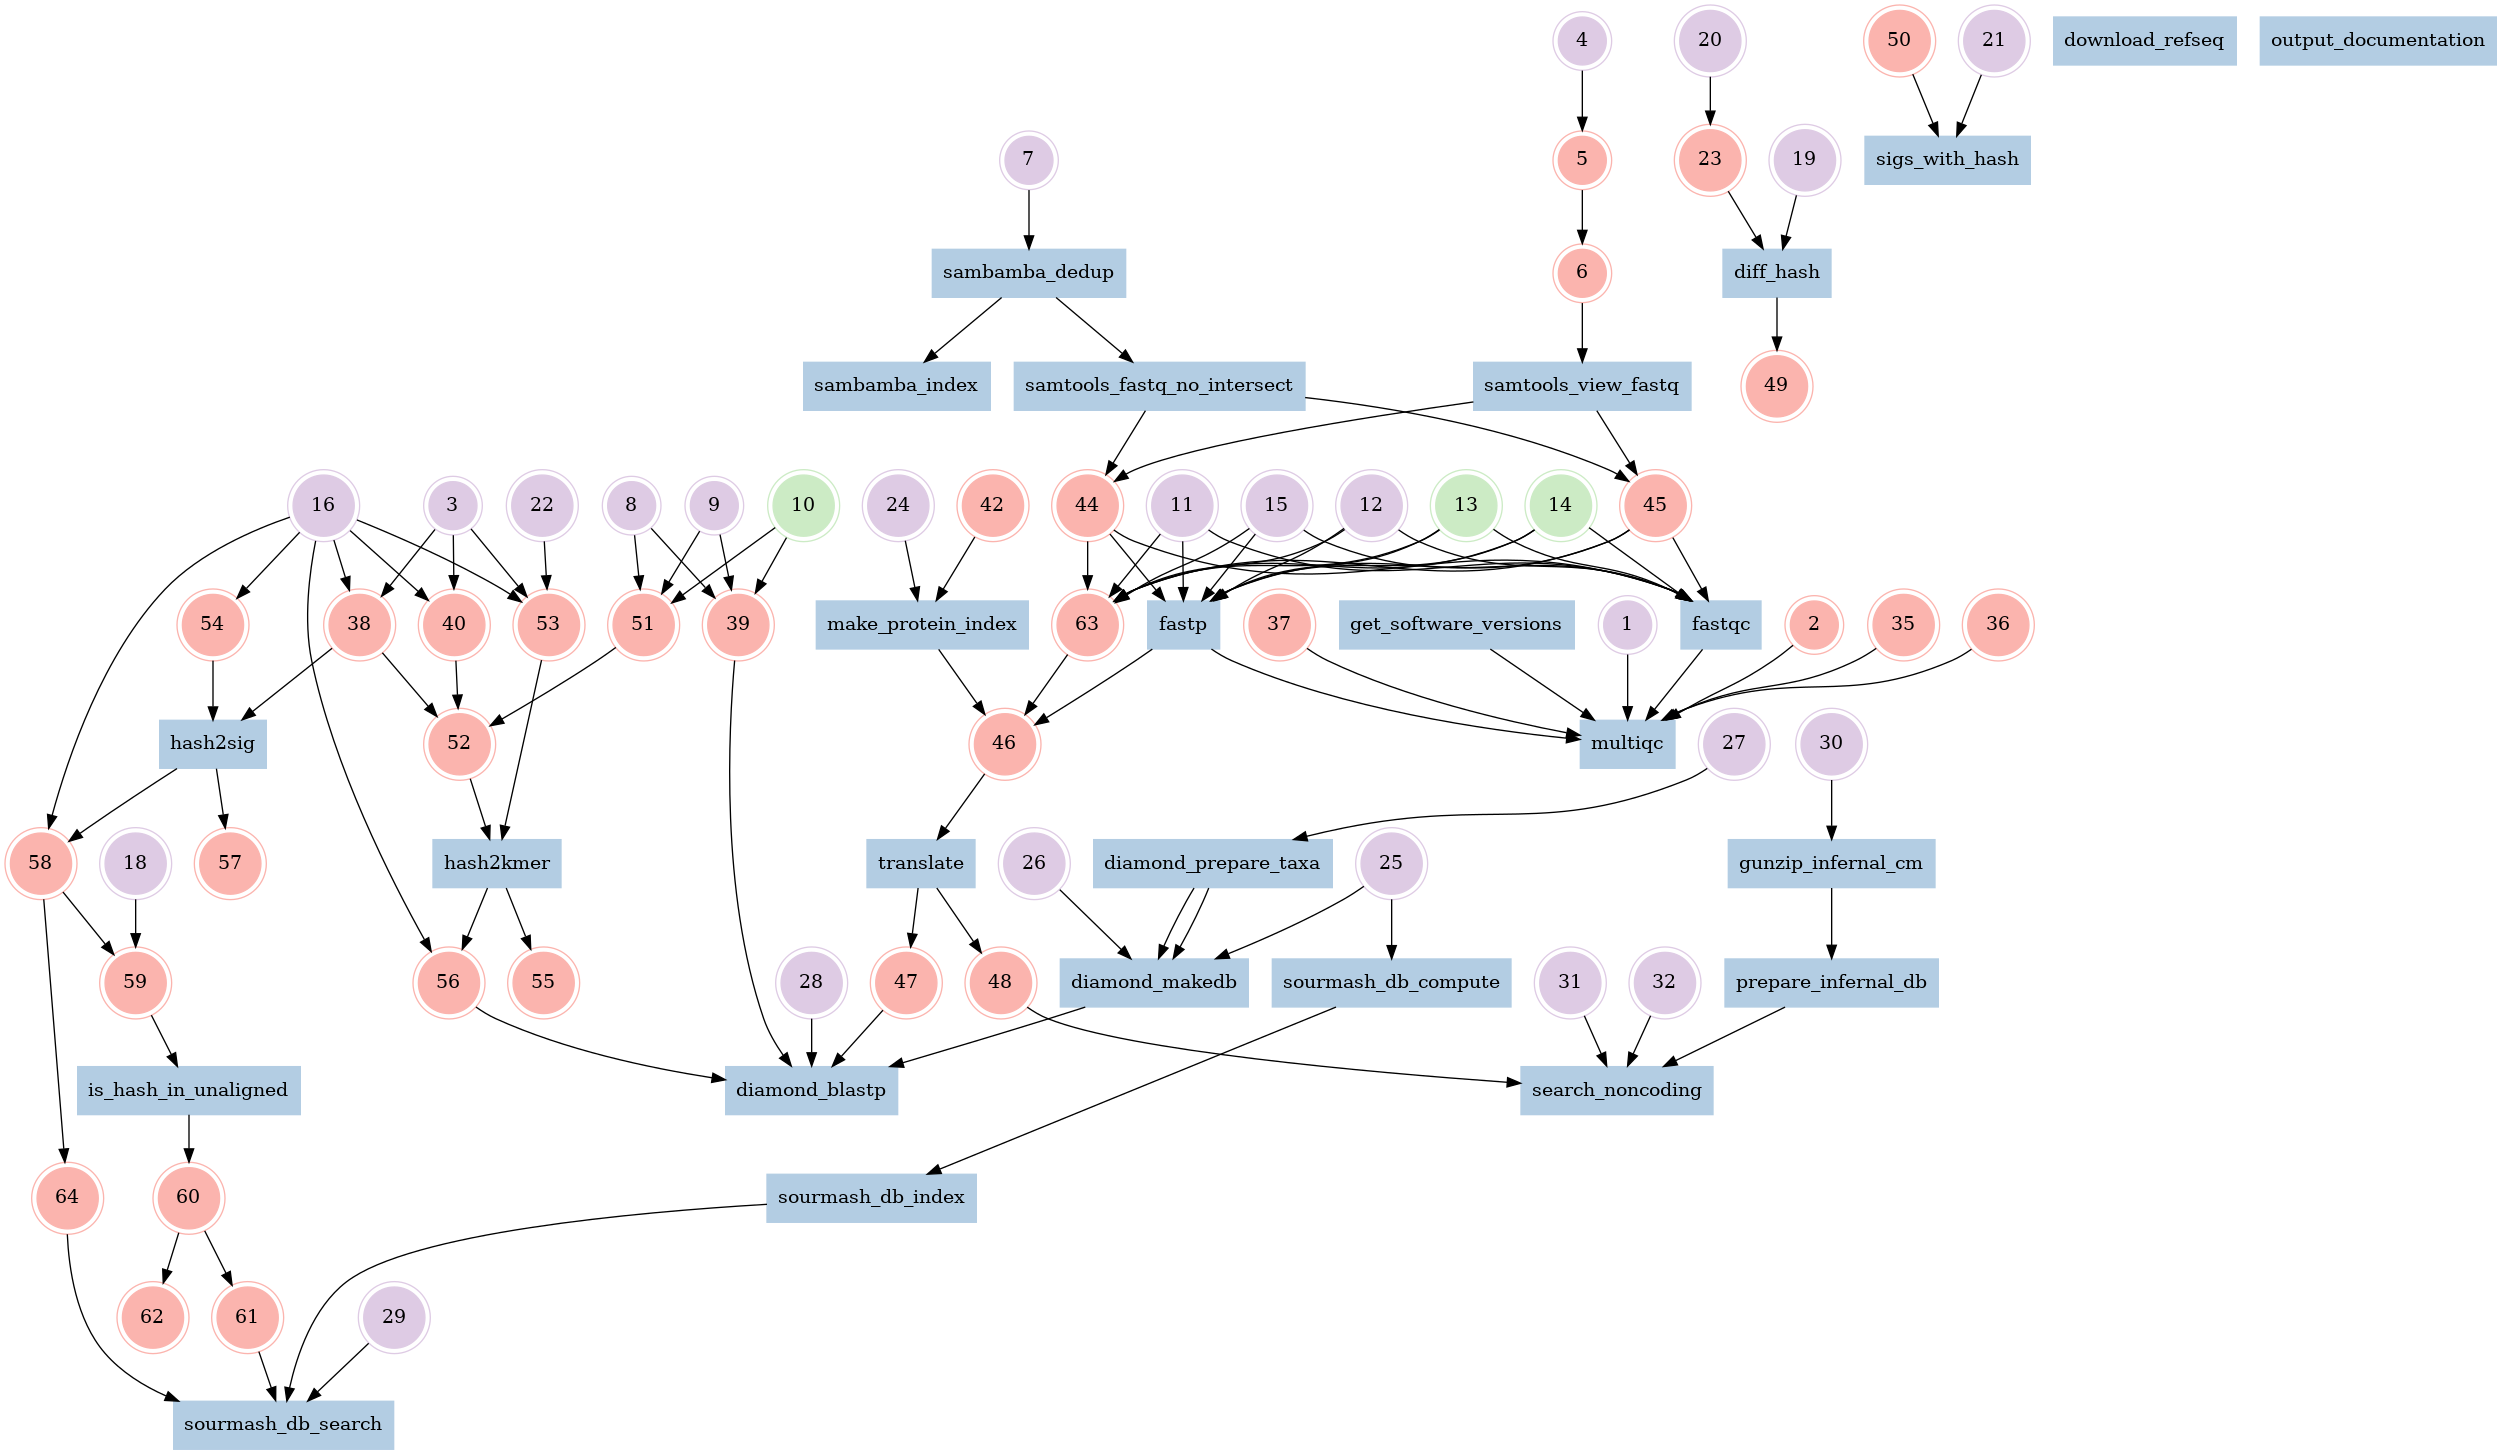 4
20
50
21
download_refseq
output_documentation
7
5
23
19
sigs_with_hash
sambamba_dedup
6
diff_hash
sambamba_index
samtools_fastq_no_intersect
samtools_view_fastq
49
16
3
22
8
9
10
24
42
44
11
15
12
13
14
45
54
38
40
53
51
39
make_protein_index
63
fastp
37
get_software_versions
1
fastqc
2
35
36
hash2sig
52
46
multiqc
27
30
58
18
57
hash2kmer
translate
26
diamond_prepare_taxa
25
gunzip_infernal_cm
59
56
55
28
47
48
diamond_makedb
sourmash_db_compute
31
32
prepare_infernal_db
is_hash_in_unaligned
diamond_blastp
search_noncoding
64
60
sourmash_db_index
62
61
29
sourmash_db_search